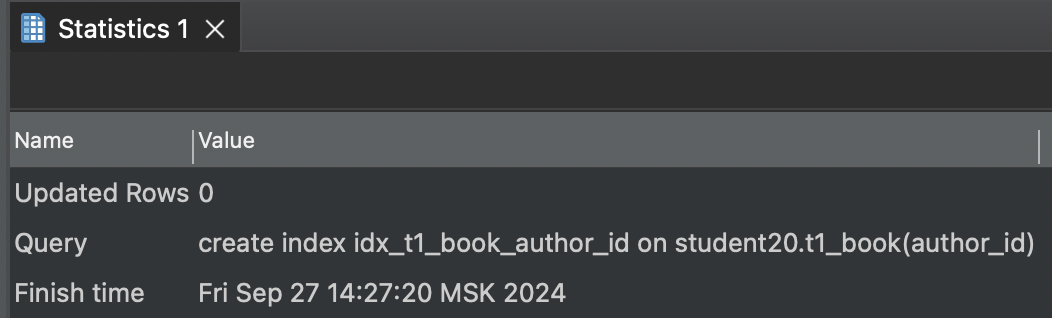 Statistics 1
Name Value
Updated Rows 0
Query create index idx_t1_book_author_id on student20.t1_book(author_id)
Finish time Fri Sep 27 14:27:20 MSK 2024